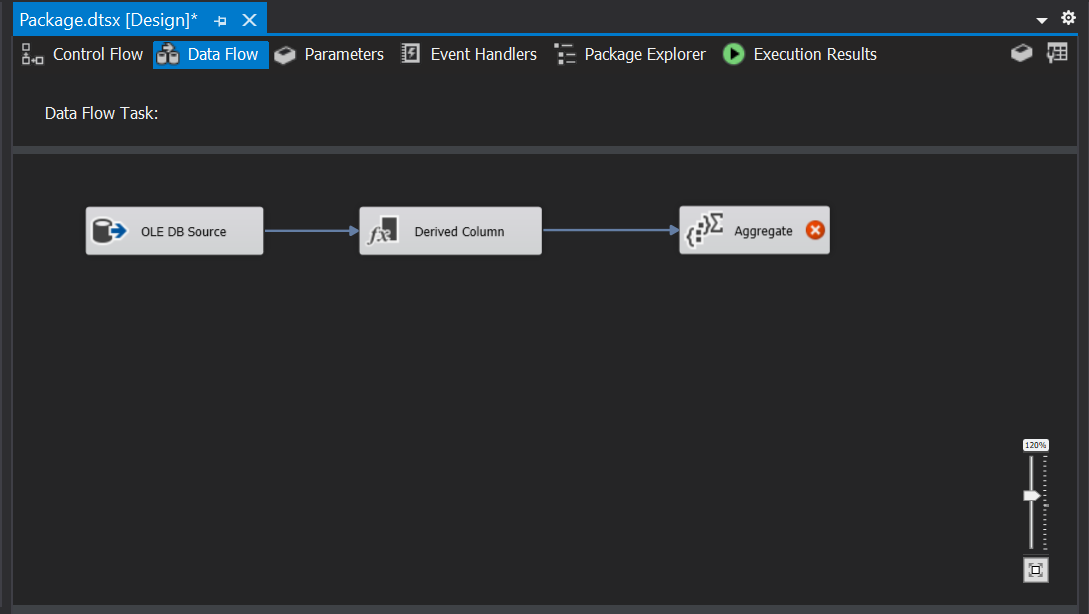 Package.dtsx [Design]*
Control Flow Data Flow Parameters Event Handlers Package Explorer Execution Results
Data Flow Task:
OLE DB Source Derived Column Aggregate
120%